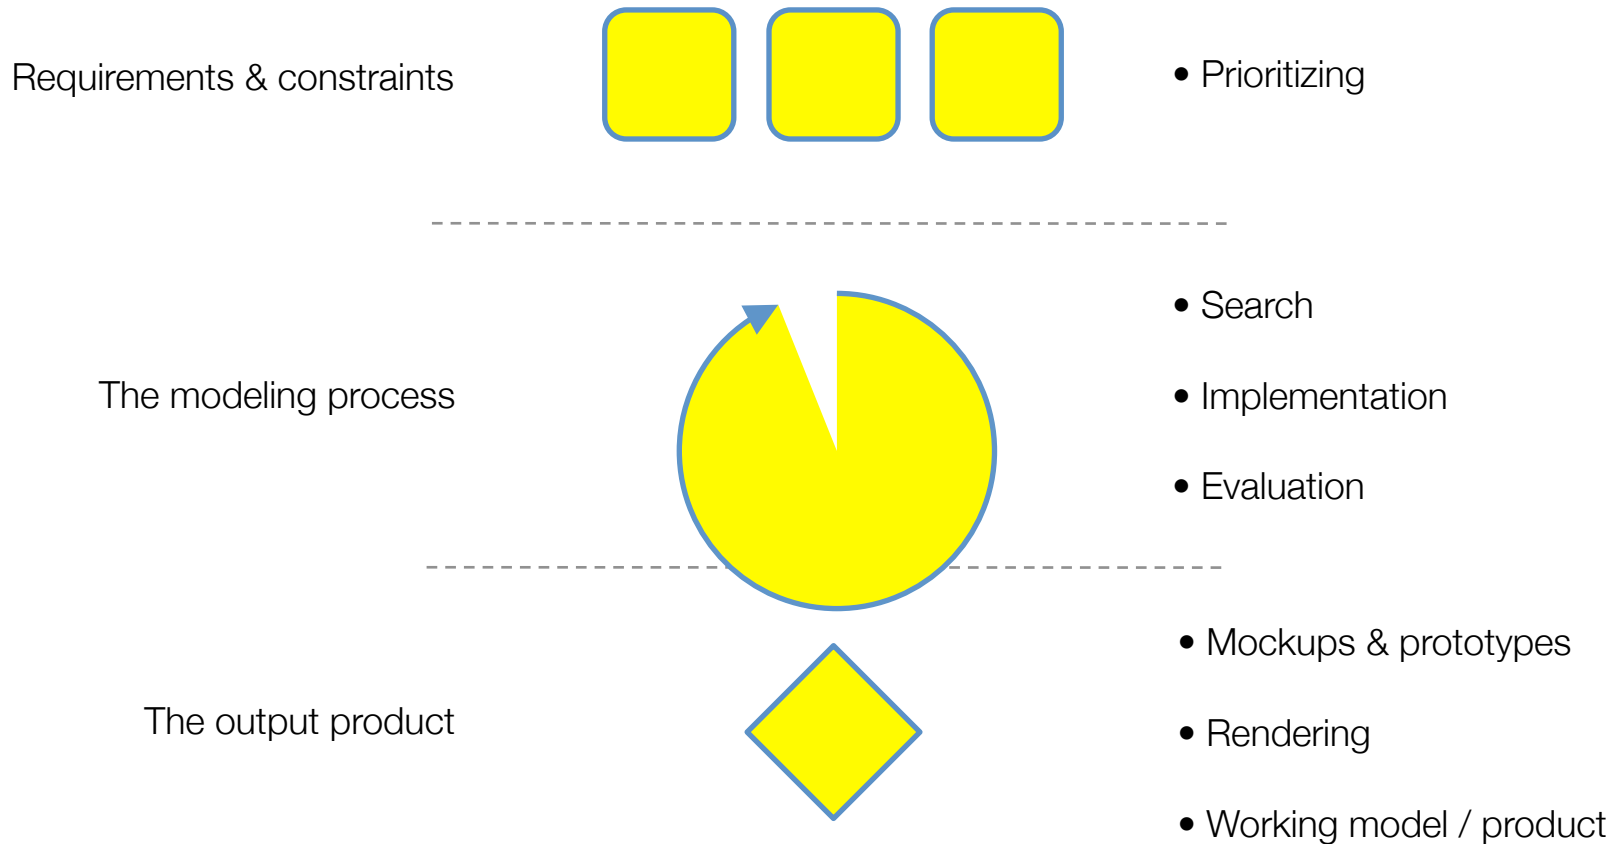 Requirements & constraints
• Prioritizing
The modeling process
• Search
• Implementation
• Evaluation
The output product
• Mockups & prototypes
• Rendering
• Working model / product